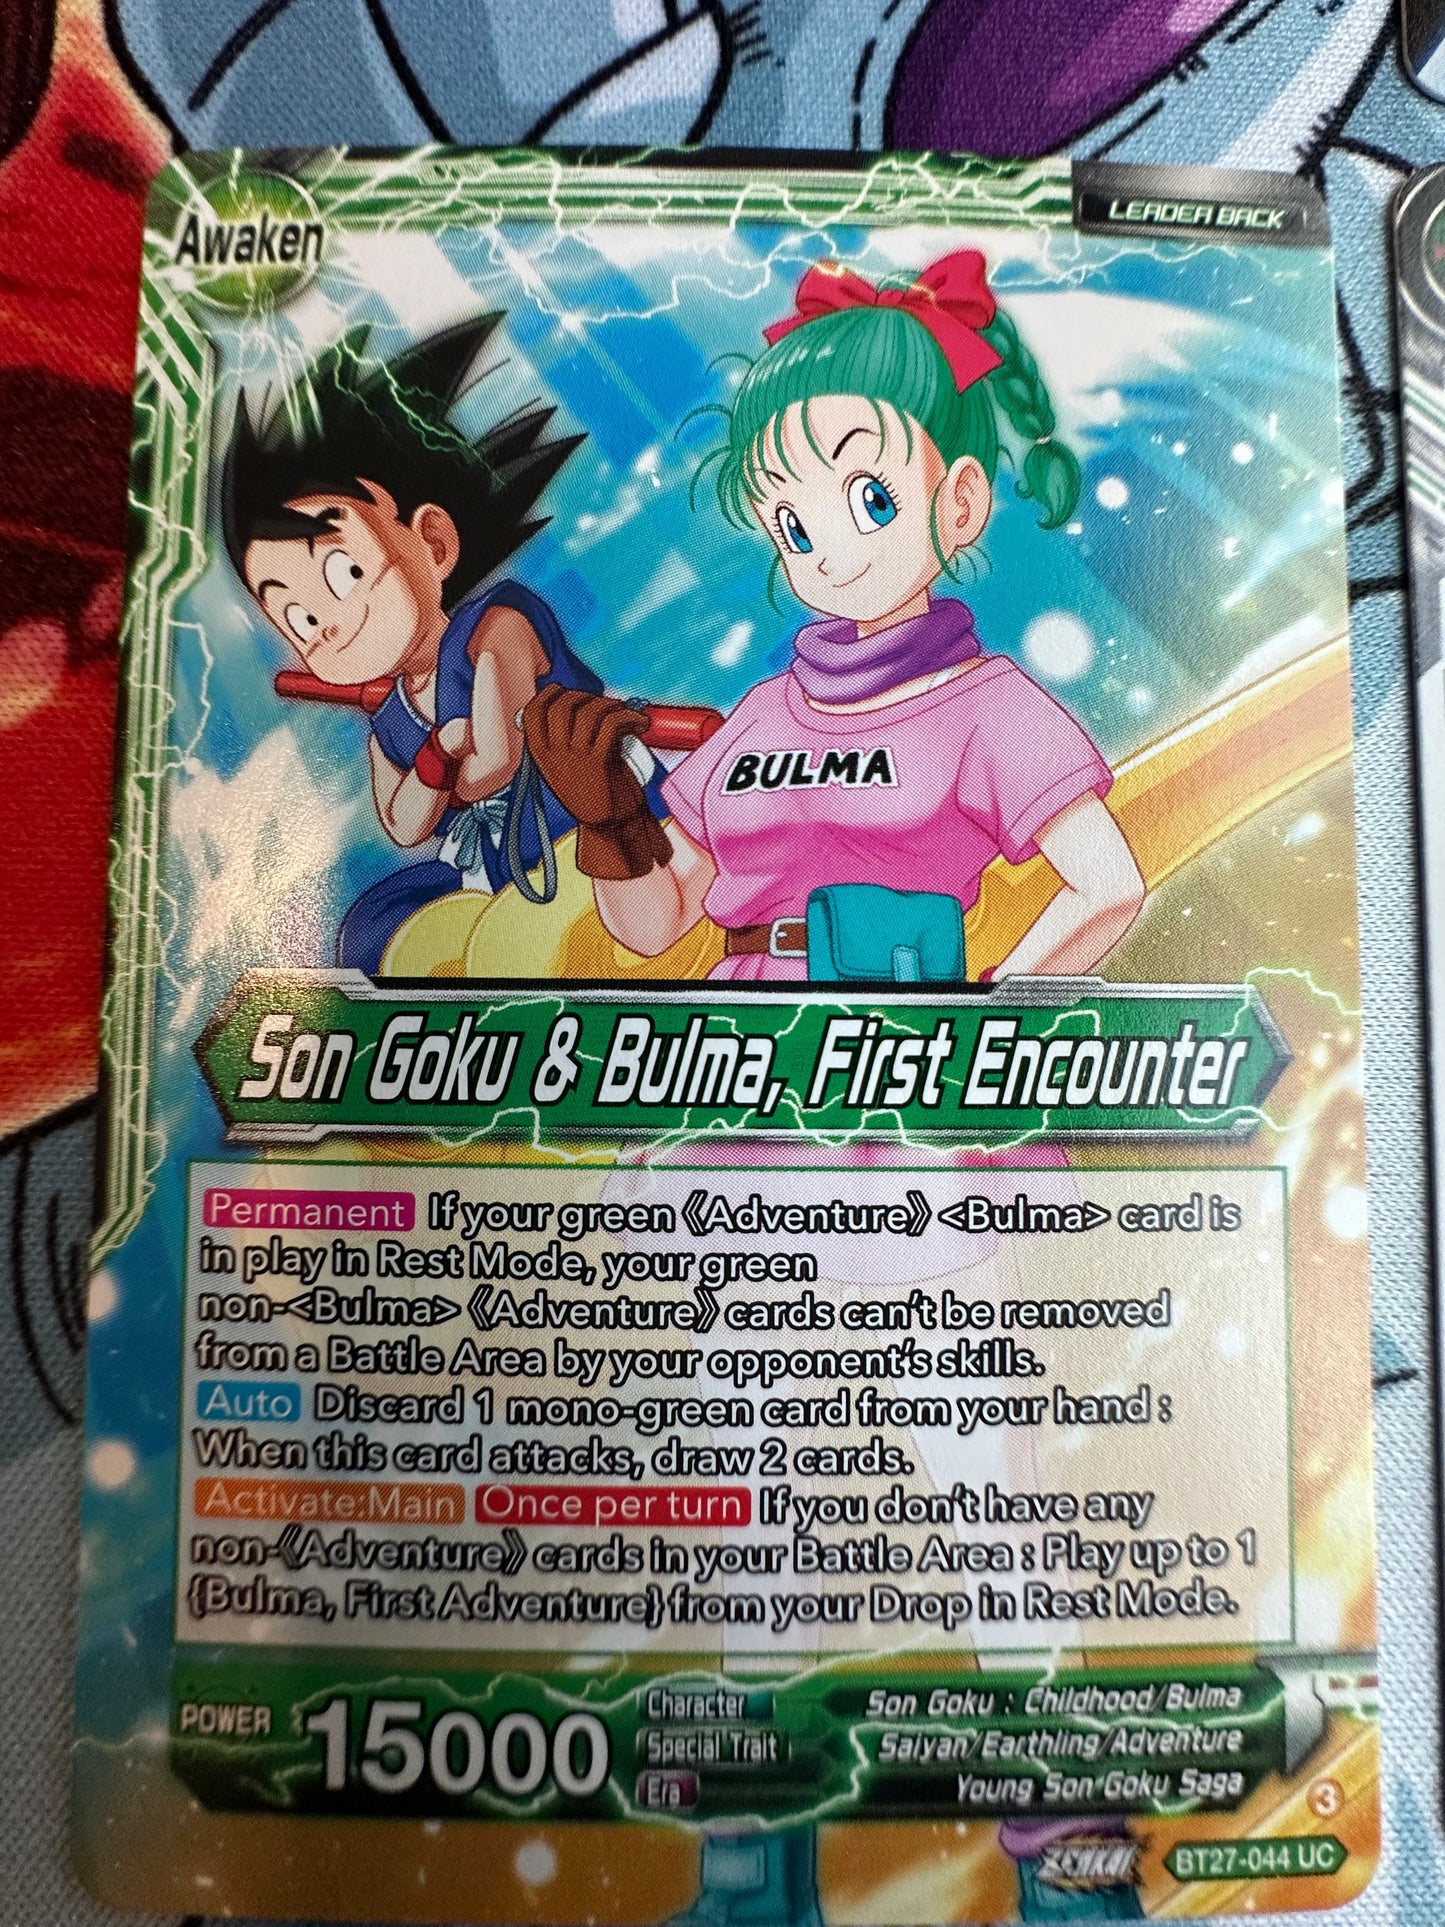 Awaken
LEADER BACK
BULMA
Son Goku & Bulma, First Encounter
Permanent If your green 《Adventure》 <Bulma> card is
in play in Rest Mode, your green
non-<Bulma> 《Adventure》 cards can't be removed
from a Battle Area by your opponent's skills.
Auto Discard 1 mono-green card from your hand :
When this card attacks, draw 2 cards.
Activate:Main Once per turn If you don't have any
non-《Adventure》 cards in your Battle Area : Play up to 1
{Bulma, First Adventure} from your Drop in Rest Mode.
POWER 15000
Character Son Goku : Childhood/Bulma
Special Trait Saiyan/Earthling/Adventure
Era Young Son Goku Saga
3
ZENKAI BT27-044 UC